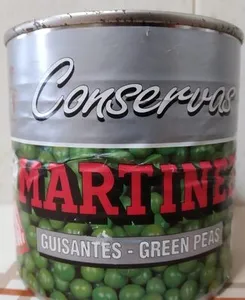 Conservas
MARTINE
GUISANTES - GREEN PEAS